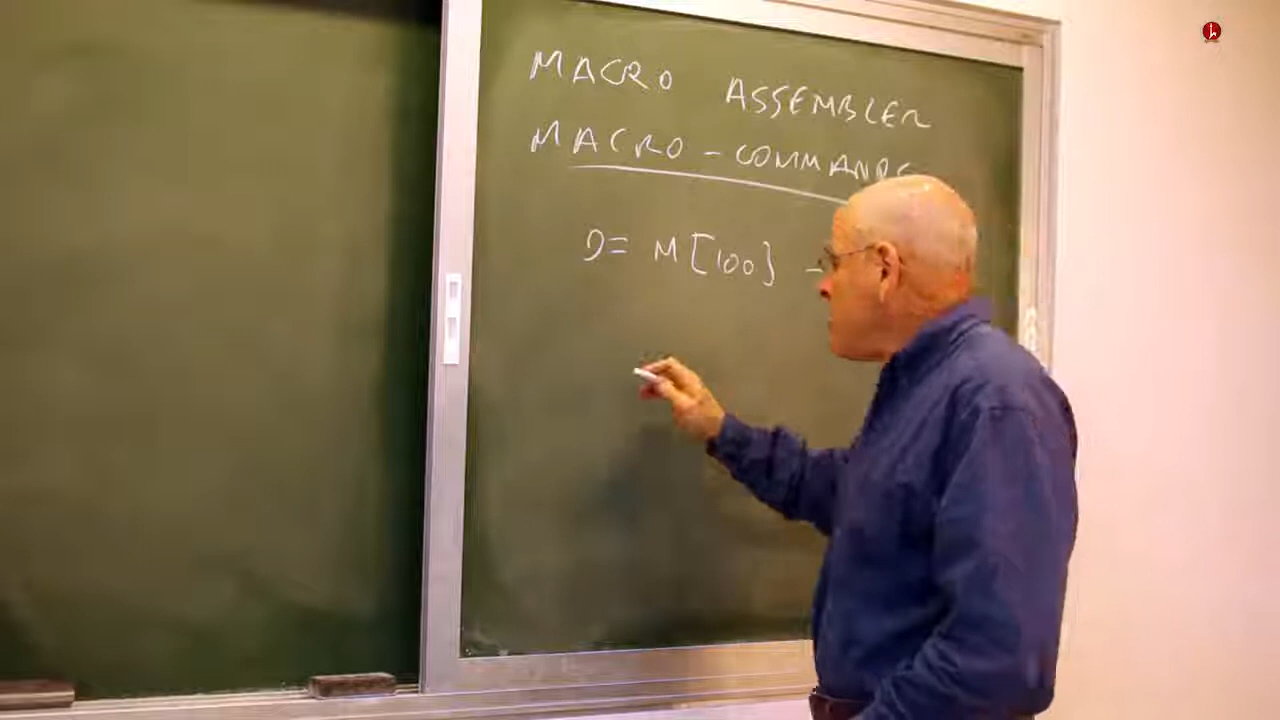 MACRO ASSEMBLER
MACRO - COMMANDS
D = M[100]